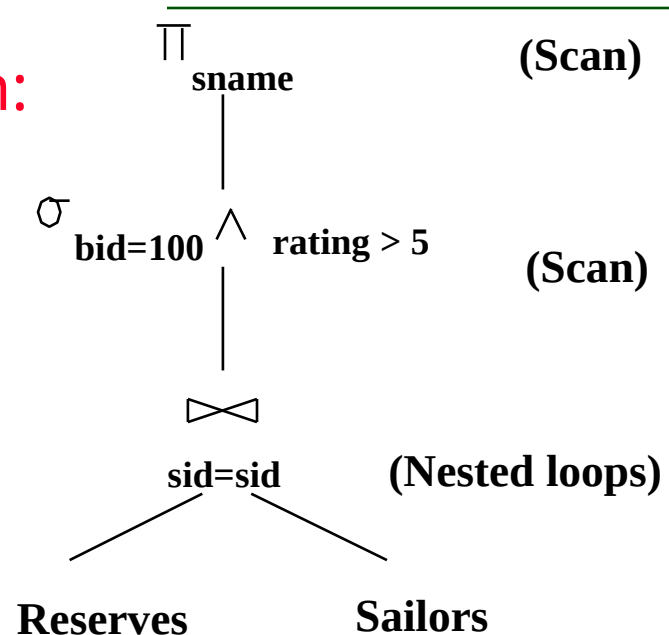 ∏ sname (Scan)
n:
σ bid=100 ∧ rating > 5 (Scan)
⋈
sid=sid (Nested loops)
Reserves Sailors